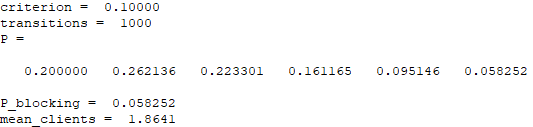 criterion = 0.10000
transitions = 1000
P =
0.200000 0.262136 0.223301 0.161165 0.095146 0.058252
P_blocking = 0.058252
mean_clients = 1.8641